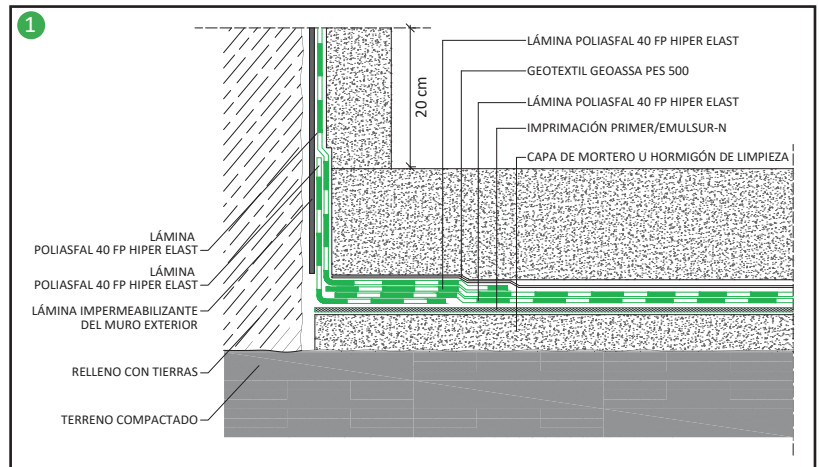 1
LÁMINA POLIASFAL 40 FP HIPER ELAST
GEOTEXTIL GEOASSA PES 500
LÁMINA POLIASFAL 40 FP HIPER ELAST
IMPRIMACIÓN PRIMER/EMULSUR-N
CAPA DE MORTERO U HORMIGÓN DE LIMPIEZA
20 cm
LÁMINA
POLIASFAL 40 FP HIPER ELAST
LÁMINA
POLIASFAL 40 FP HIPER ELAST
LÁMINA IMPERMEABILIZANTE
DEL MURO EXTERIOR
RELLENO CON TIERRAS
TERRENO COMPACTADO